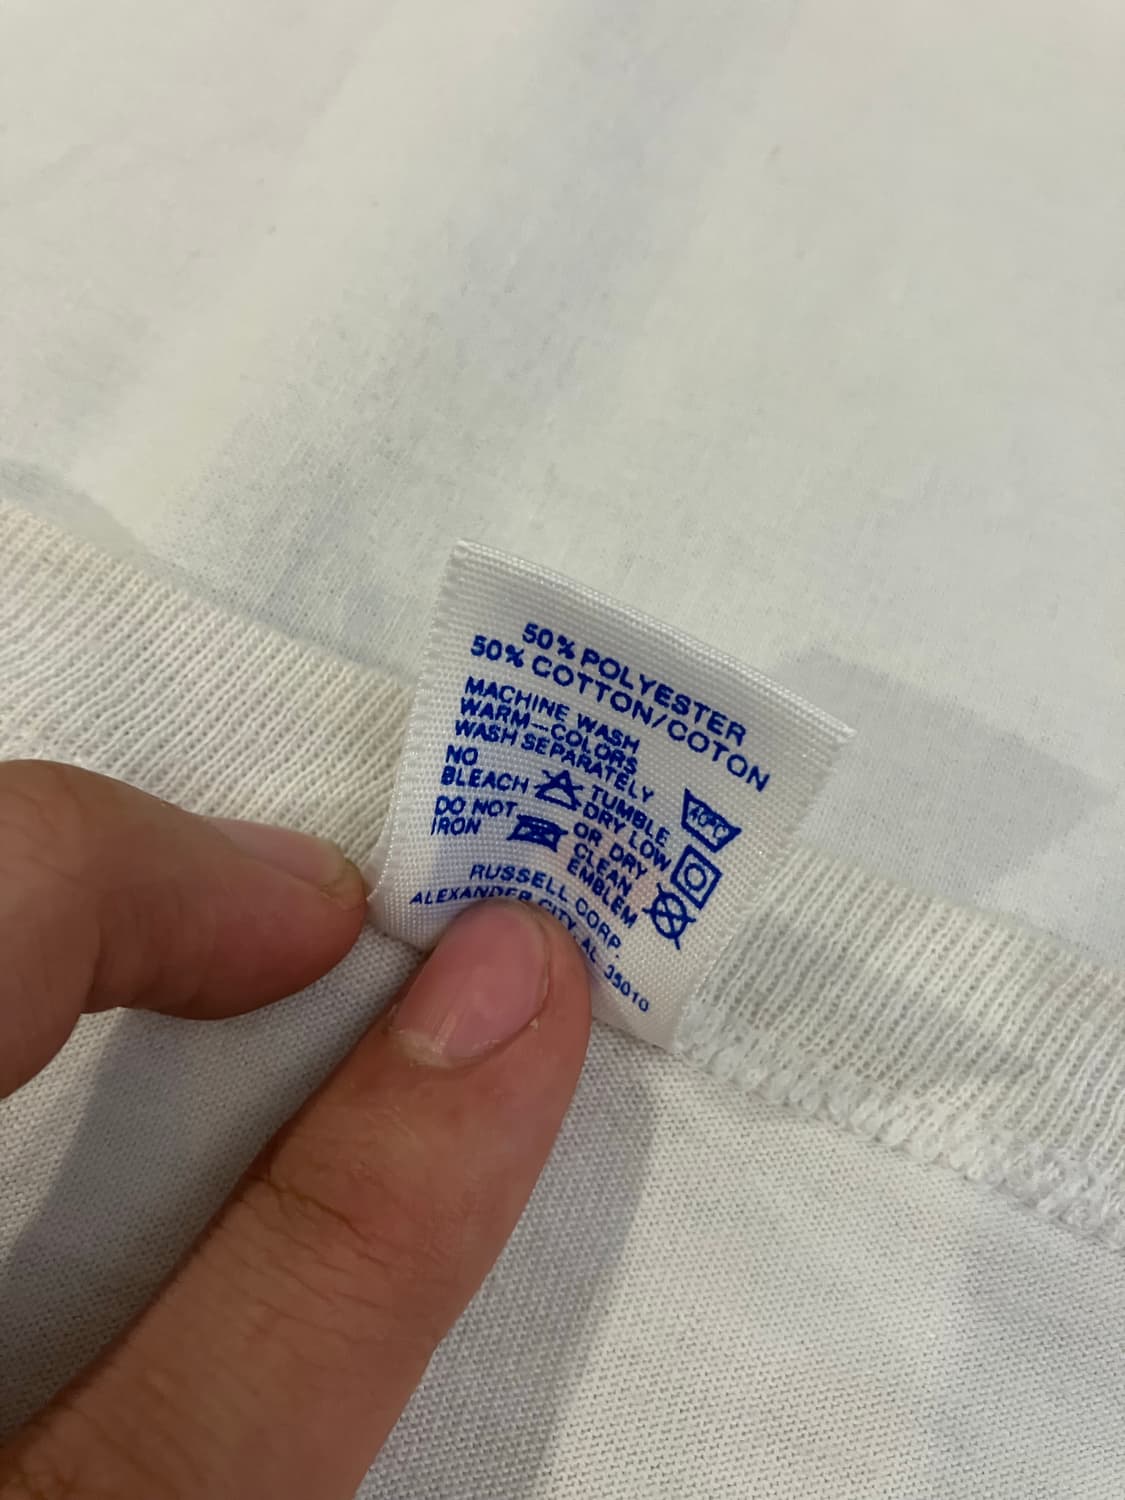 50% POLYESTER
50% COTTON/COTON
MACHINE WASH
WARM—COLORS
WASH SEPARATELY
NO
BLEACH
DO NOT
IRON
TUMBLE
DRY LOW
OR DRY
CLEAN
EMBLEM
40°C
RUSSELL CORP.
ALEXANDER CITY, AL 35010